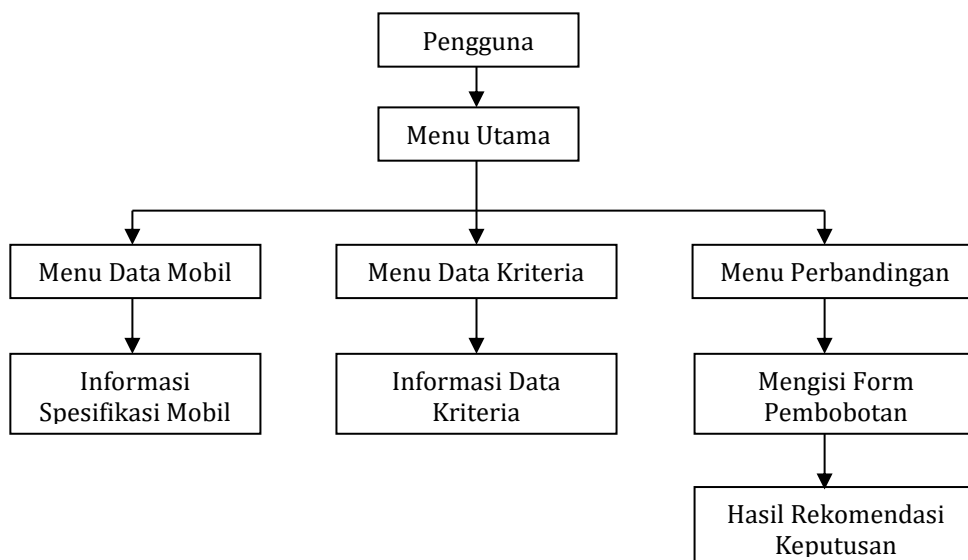 Pengguna
Menu Utama
Menu Data Mobil
Menu Data Kriteria
Menu Perbandingan
Informasi
Spesifikasi Mobil
Informasi Data
Kriteria
Mengisi Form
Pembobotan
Hasil Rekomendasi
Keputusan